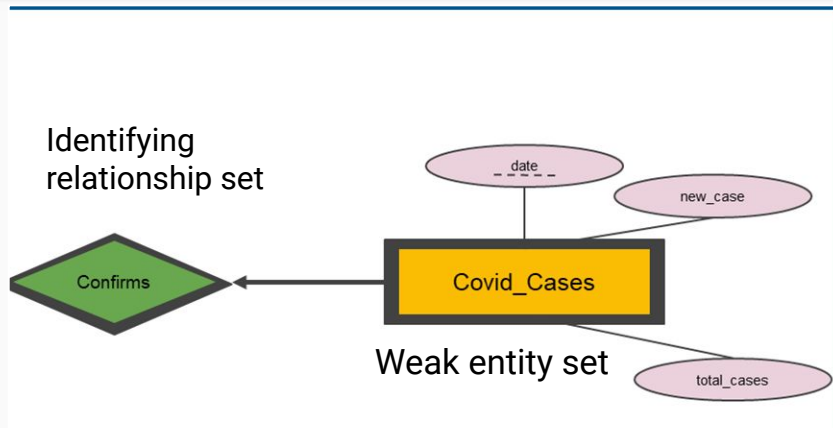 Identifying
relationship set
date
new_case
Confirms
Covid_Cases
Weak entity set
total_cases